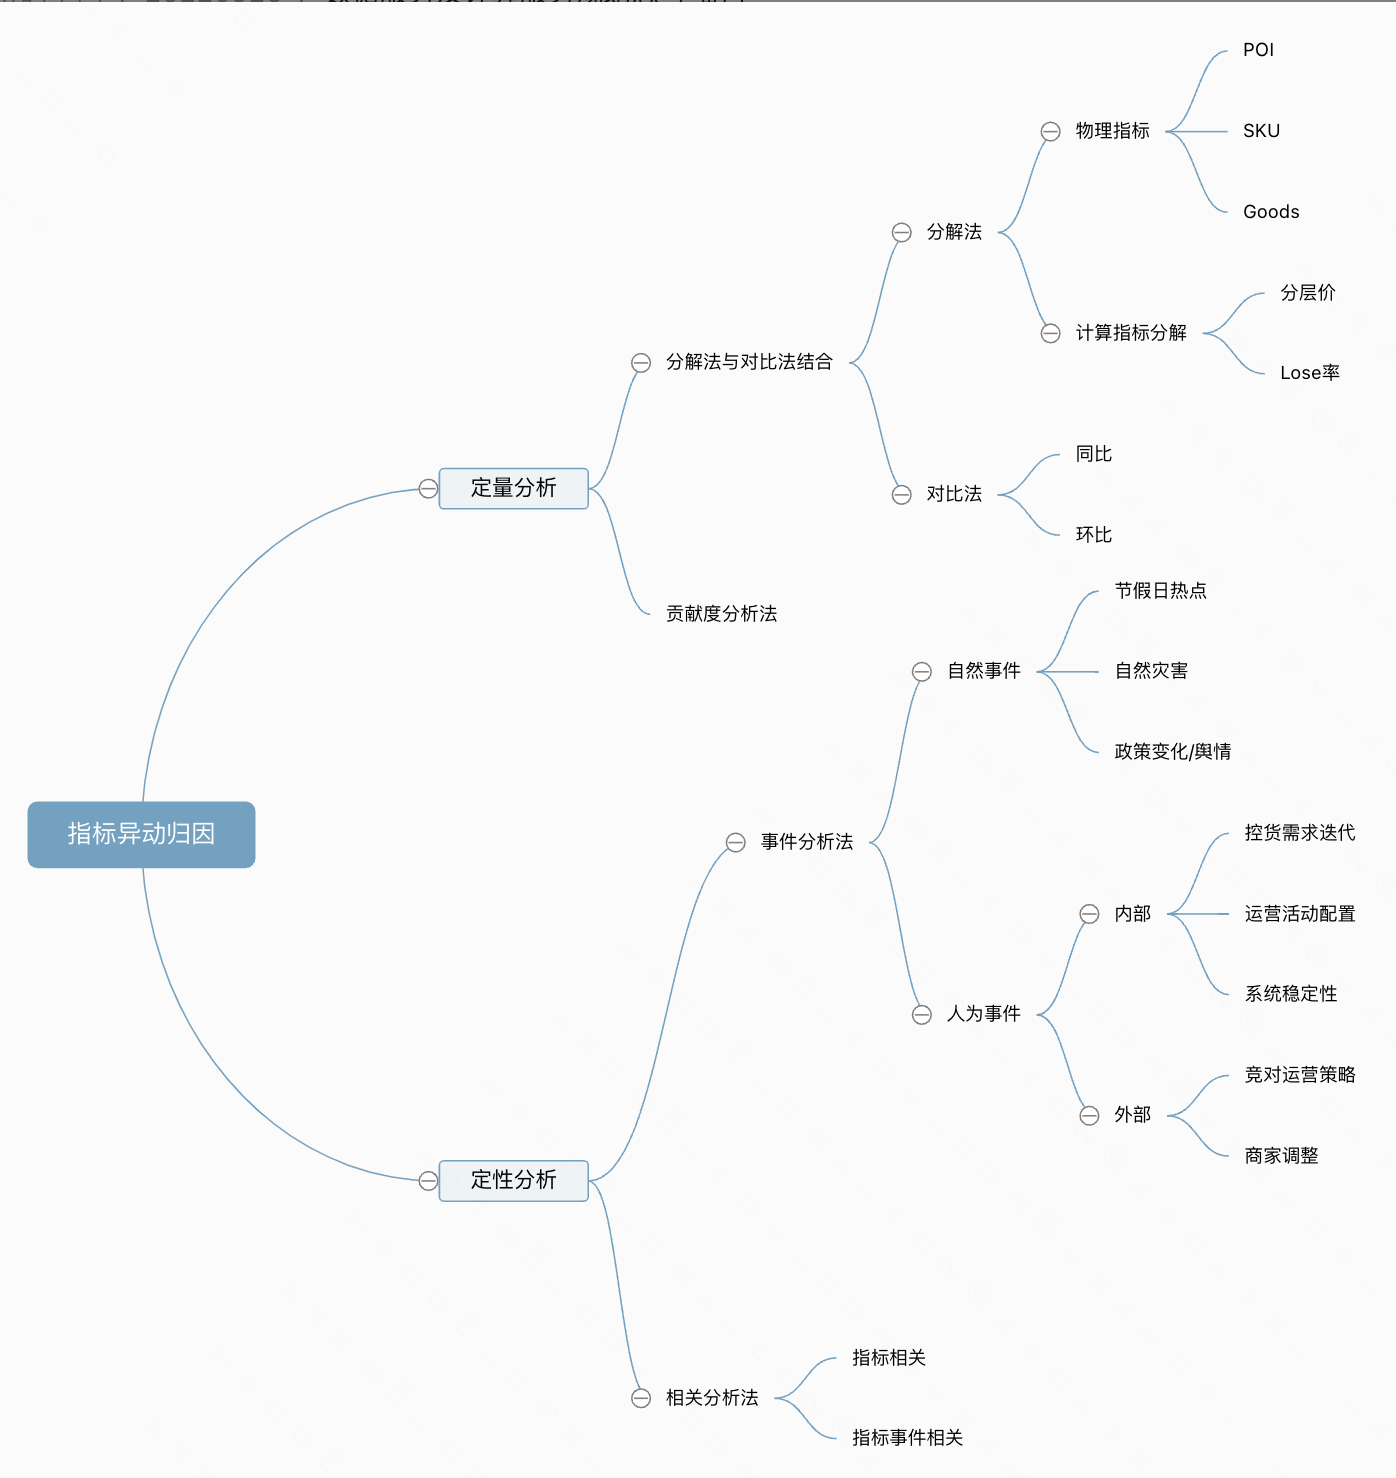 指标异动归因
定量分析
分解法与对比法结合
分解法
物理指标
POI
SKU
Goods
计算指标分解
分层价
Lose率
对比法
同比
环比
贡献度分析法
定性分析
事件分析法
自然事件
节假日热点
自然灾害
政策变化/舆情
人为事件
内部
控货需求迭代
运营活动配置
系统稳定性
外部
竞对运营策略
商家调整
相关分析法
指标相关
指标事件相关